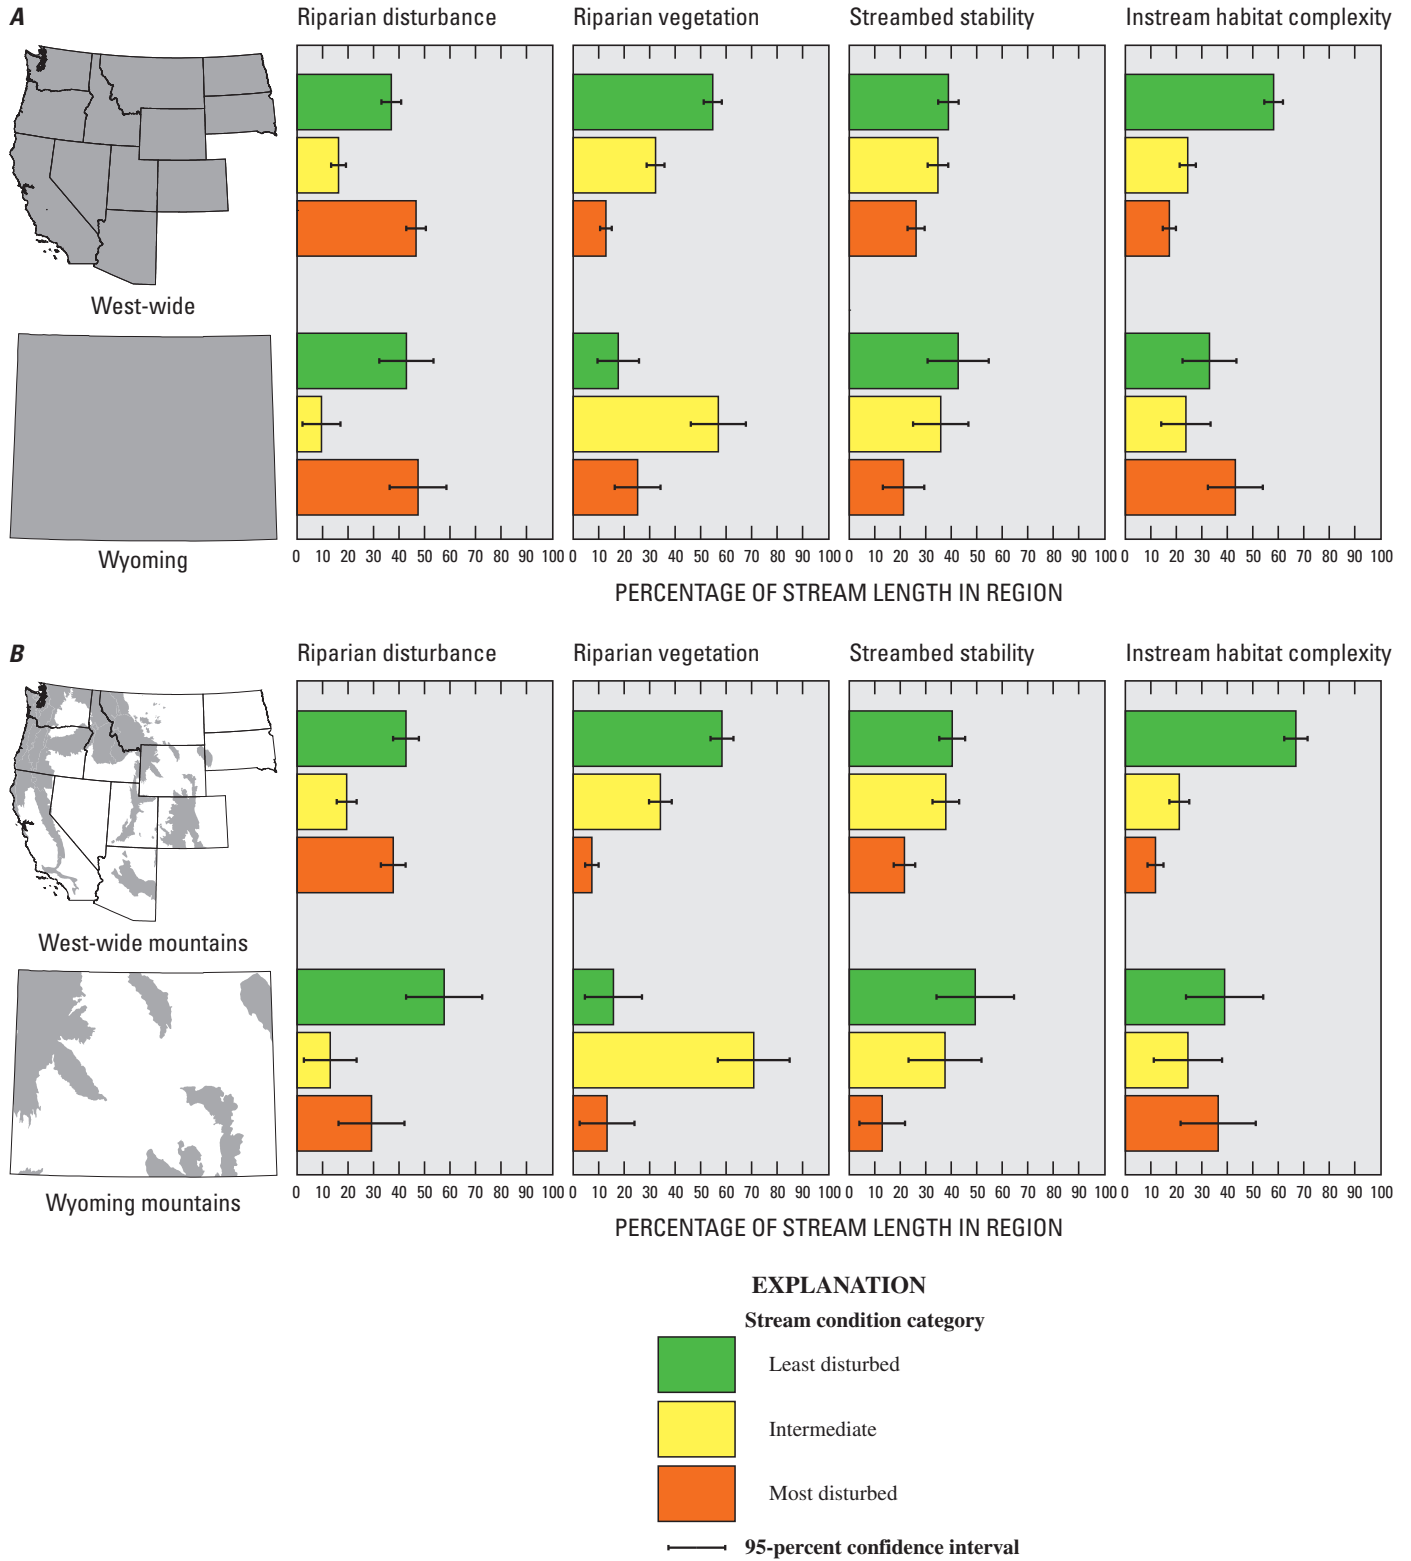 A
Riparian disturbance
Riparian vegetation
Streambed stability
Instream habitat complexity
West-wide
Wyoming
0 10 20 30 40 50 60 70 80 90 100
0 10 20 30 40 50 60 70 80 90 100
0 10 20 30 40 50 60 70 80 90 100
0 10 20 30 40 50 60 70 80 90 100
PERCENTAGE OF STREAM LENGTH IN REGION
B
Riparian disturbance
Riparian vegetation
Streambed stability
Instream habitat complexity
West-wide mountains
Wyoming mountains
0 10 20 30 40 50 60 70 80 90 100
0 10 20 30 40 50 60 70 80 90 100
0 10 20 30 40 50 60 70 80 90 100
0 10 20 30 40 50 60 70 80 90 100
PERCENTAGE OF STREAM LENGTH IN REGION
EXPLANATION
Stream condition category
Least disturbed
Intermediate
Most disturbed
95-percent confidence interval